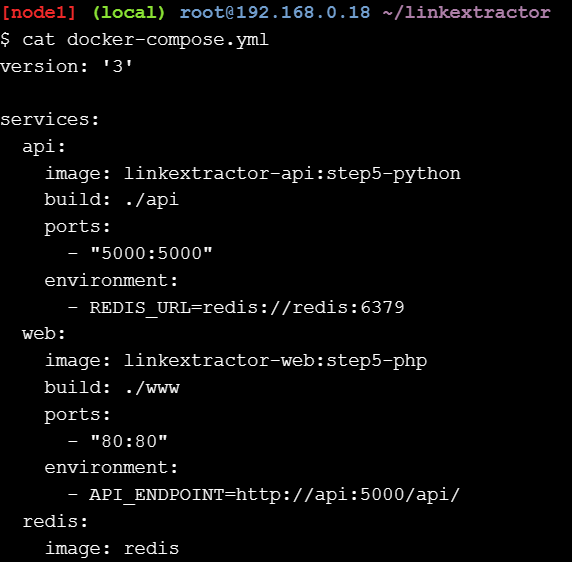 [node1] (local) root@192.168.0.18 ~/linkextractor
$ cat docker-compose.yml
version: '3'

services:
  api:
    image: linkextractor-api:step5-python
    build: ./api
    ports:
      - "5000:5000"
    environment:
      - REDIS_URL=redis://redis:6379
  web:
    image: linkextractor-web:step5-php
    build: ./www
    ports:
      - "80:80"
    environment:
      - API_ENDPOINT=http://api:5000/api/
  redis:
    image: redis